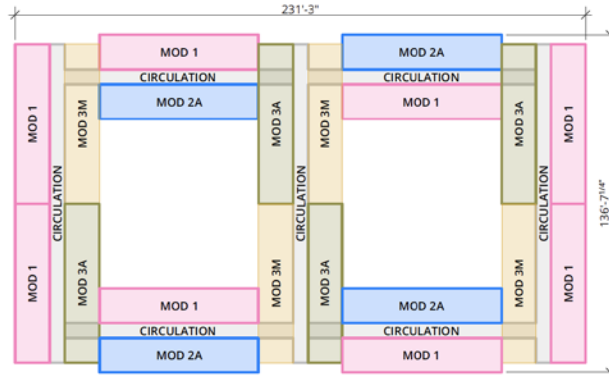 231'-3"
MOD 1
MOD 2A
CIRCULATION
CIRCULATION
MOD 2A
MOD 1
MOD 1
CIRCULATION
MOD 3M
MOD 3A
CIRCULATION
MOD 3M
MOD 3A
CIRCULATION
MOD 1
136'-7 1/4"
MOD 1
MOD 3A
MOD 3M
MOD 3A
MOD 3M
MOD 1
MOD 1
MOD 2A
CIRCULATION
CIRCULATION
MOD 2A
MOD 1